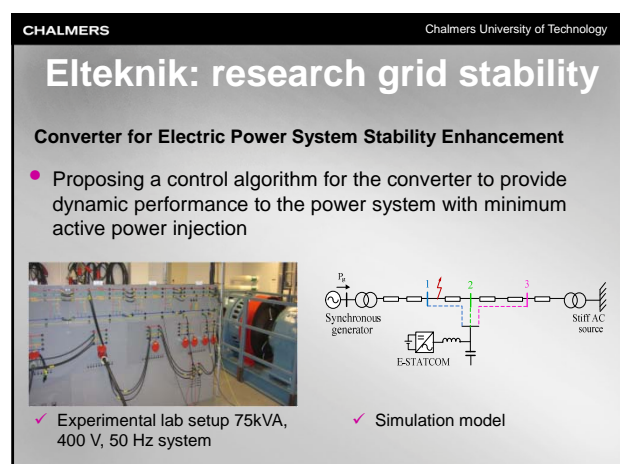 CHALMERS
Chalmers University of Technology
Elteknik: research grid stability
Converter for Electric Power System Stability Enhancement
• Proposing a control algorithm for the converter to provide
dynamic performance to the power system with minimum
active power injection
Pg
1
2
3
Synchronous
generator
Stiff AC
source
E-STATCOM
✓ Experimental lab setup 75kVA,
400 V, 50 Hz system
✓ Simulation model